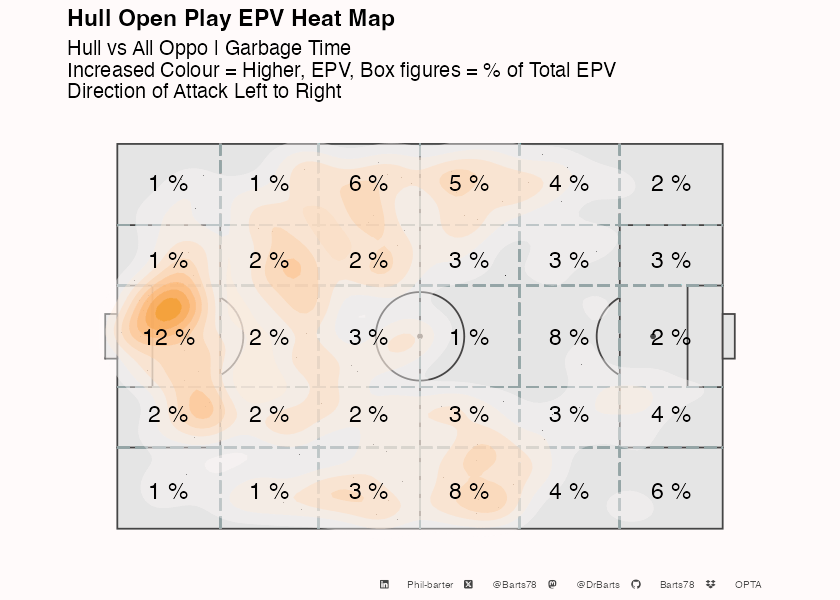 Hull Open Play EPV Heat Map
Hull vs All Oppo | Garbage Time
Increased Colour = Higher, EPV, Box figures = % of Total EPV
Direction of Attack Left to Right
1 % 1 % 6 % 5 % 4 % 2 %
1 % 2 % 2 % 3 % 3 % 3 %
12 % 2 % 3 % 1 % 8 % 2 %
2 % 2 % 2 % 3 % 3 % 4 %
1 % 1 % 3 % 8 % 4 % 6 %
Phil-barter @Barts78 @DrBarts Barts78 OPTA